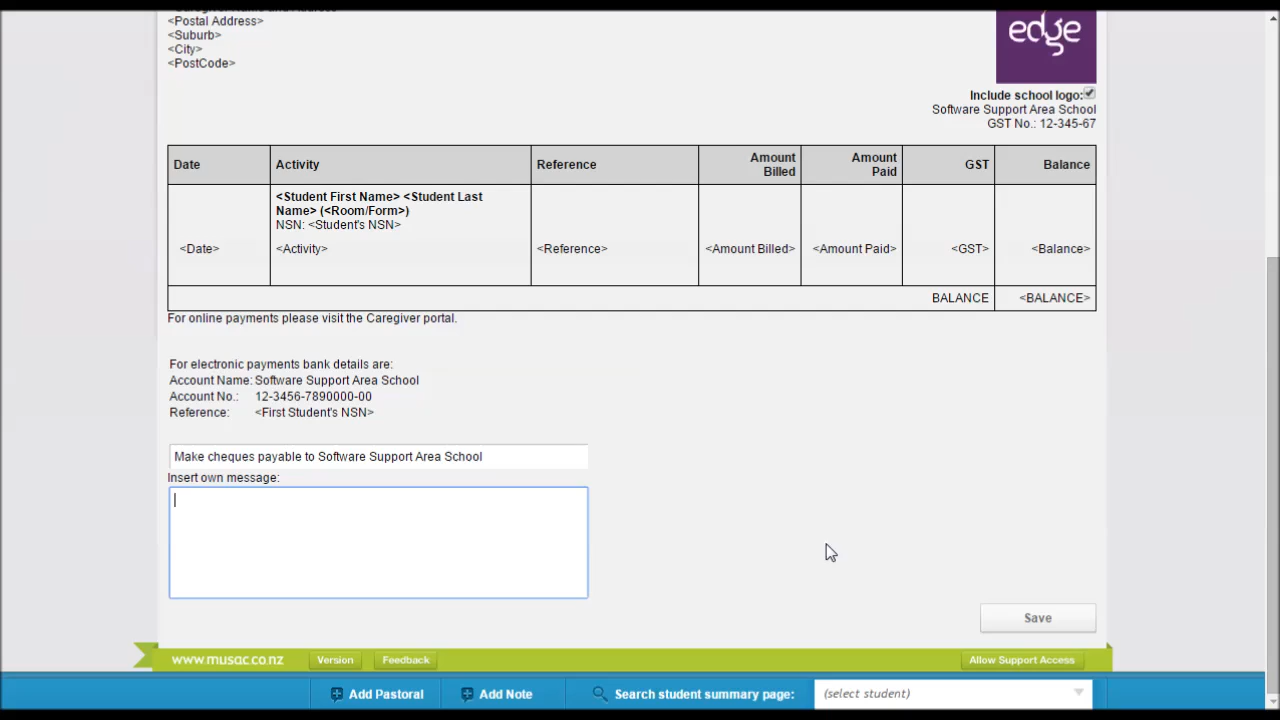 <Postal Address>
<Suburb>
<City>
<PostCode>
edge
Include school logo:
Software Support Area School
GST No.: 12-345-67
Date Activity Reference Amount Billed Amount Paid GST Balance
<Student First Name> <Student Last
Name> (<Room/Form>)
NSN: <Student's NSN>
<Date> <Activity> <Reference> <Amount Billed> <Amount Paid> <GST> <Balance>
BALANCE <BALANCE>
For online payments please visit the Caregiver portal.
For electronic payments bank details are:
Account Name: Software Support Area School
Account No.: 12-3456-7890000-00
Reference: <First Student's NSN>
Make cheques payable to Software Support Area School
Insert own message:
Save
www.musac.co.nz Version Feedback Allow Support Access
Add Pastoral Add Note Search student summary page: (select student)